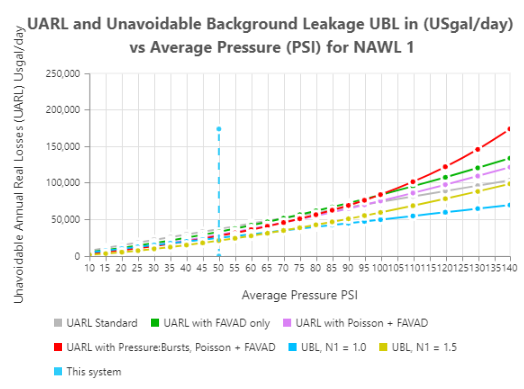 UARL and Unavoidable Background Leakage UBL in (USgal/day)
vs Average Pressure (PSI) for NAWL 1
Unavoidable Annual Real Losses (UARL) Usgal/day
250,000
200,000
150,000
100,000
50,000
0
10 15 20 25 30 35 40 45 50 55 60 65 70 75 80 85 90 95 100105110115120125130135140
Average Pressure PSI
UARL Standard UARL with FAVAD only UARL with Poisson + FAVAD
UARL with Pressure:Bursts, Poisson + FAVAD UBL, N1 = 1.0 UBL, N1 = 1.5
This system